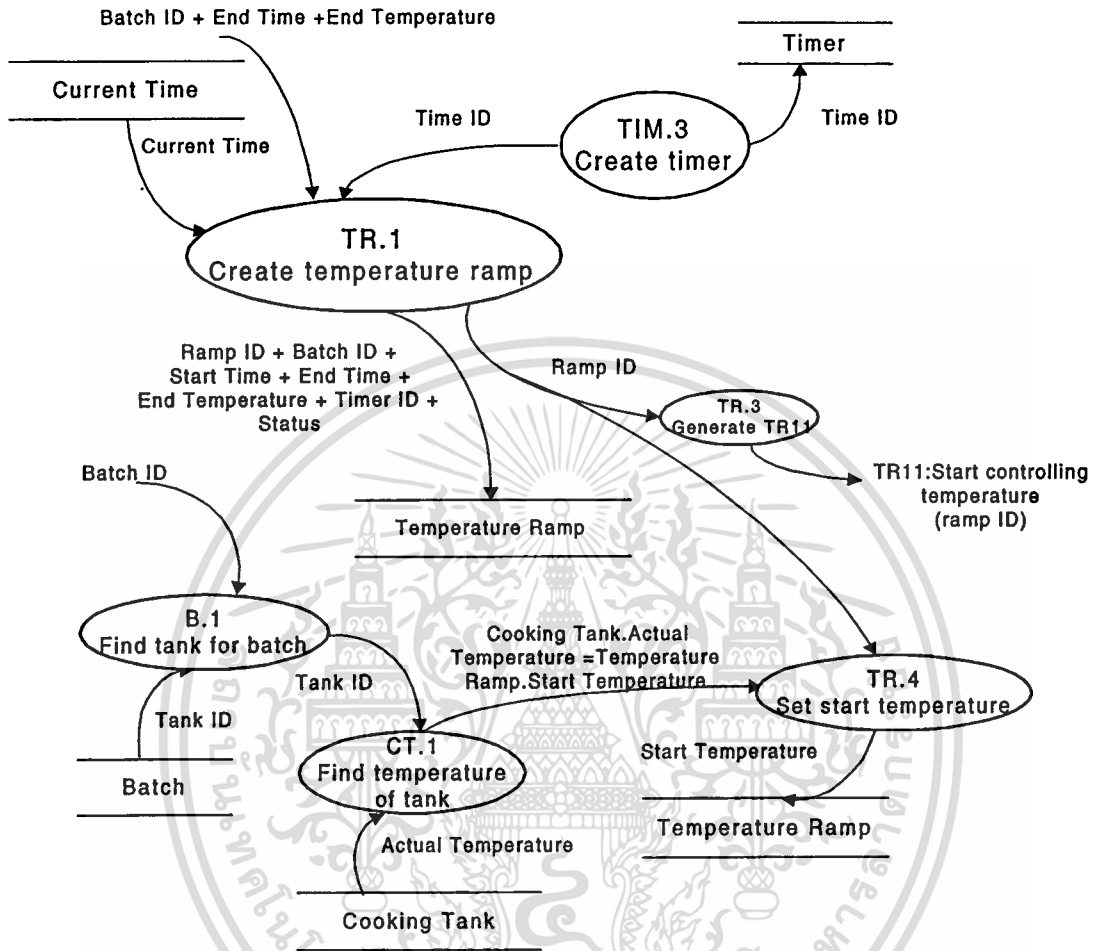 Batch ID + End Time +End Temperature
Timer
Current Time
Time ID
TIM.3
Create timer
Time ID
Current Time
TR.1
Create temperature ramp
Ramp ID + Batch ID +
Start Time + End Time +
End Temperature + Timer ID +
Status
Ramp ID
TR.3
Generate TR11
TR11:Start controlling
temperature
(ramp ID)
Batch ID
Temperature Ramp
B.1
Find tank for batch
Cooking Tank.Actual
Temperature =Temperature
Ramp.Start Temperature
TR.4
Set start temperature
Tank ID
Tank ID
CT.1
Find temperature
of tank
Start Temperature
Batch
Temperature Ramp
Actual Temperature
Cooking Tank